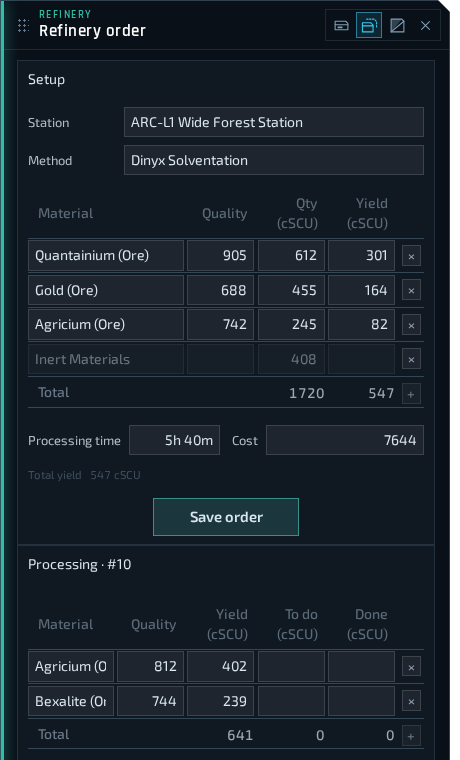 REFINERY
Refinery order
Setup
Station ARC-L1 Wide Forest Station
Method Dinyx Solventation
Material Quality Qty (cSCU) Yield (cSCU)
Quantainium (Ore) 905 612 301 ×
Gold (Ore) 688 455 164 ×
Agricium (Ore) 742 245 82 ×
Inert Materials 408 ×
Total 1720 547 +
Processing time 5h 40m Cost 7644
Total yield 547 cSCU
Save order
Processing · #10
Material Quality Yield (cSCU) To do (cSCU) Done (cSCU)
Agricium (O 812 402 ×
Bexalite (Or 744 239 ×
Total 641 0 0 +